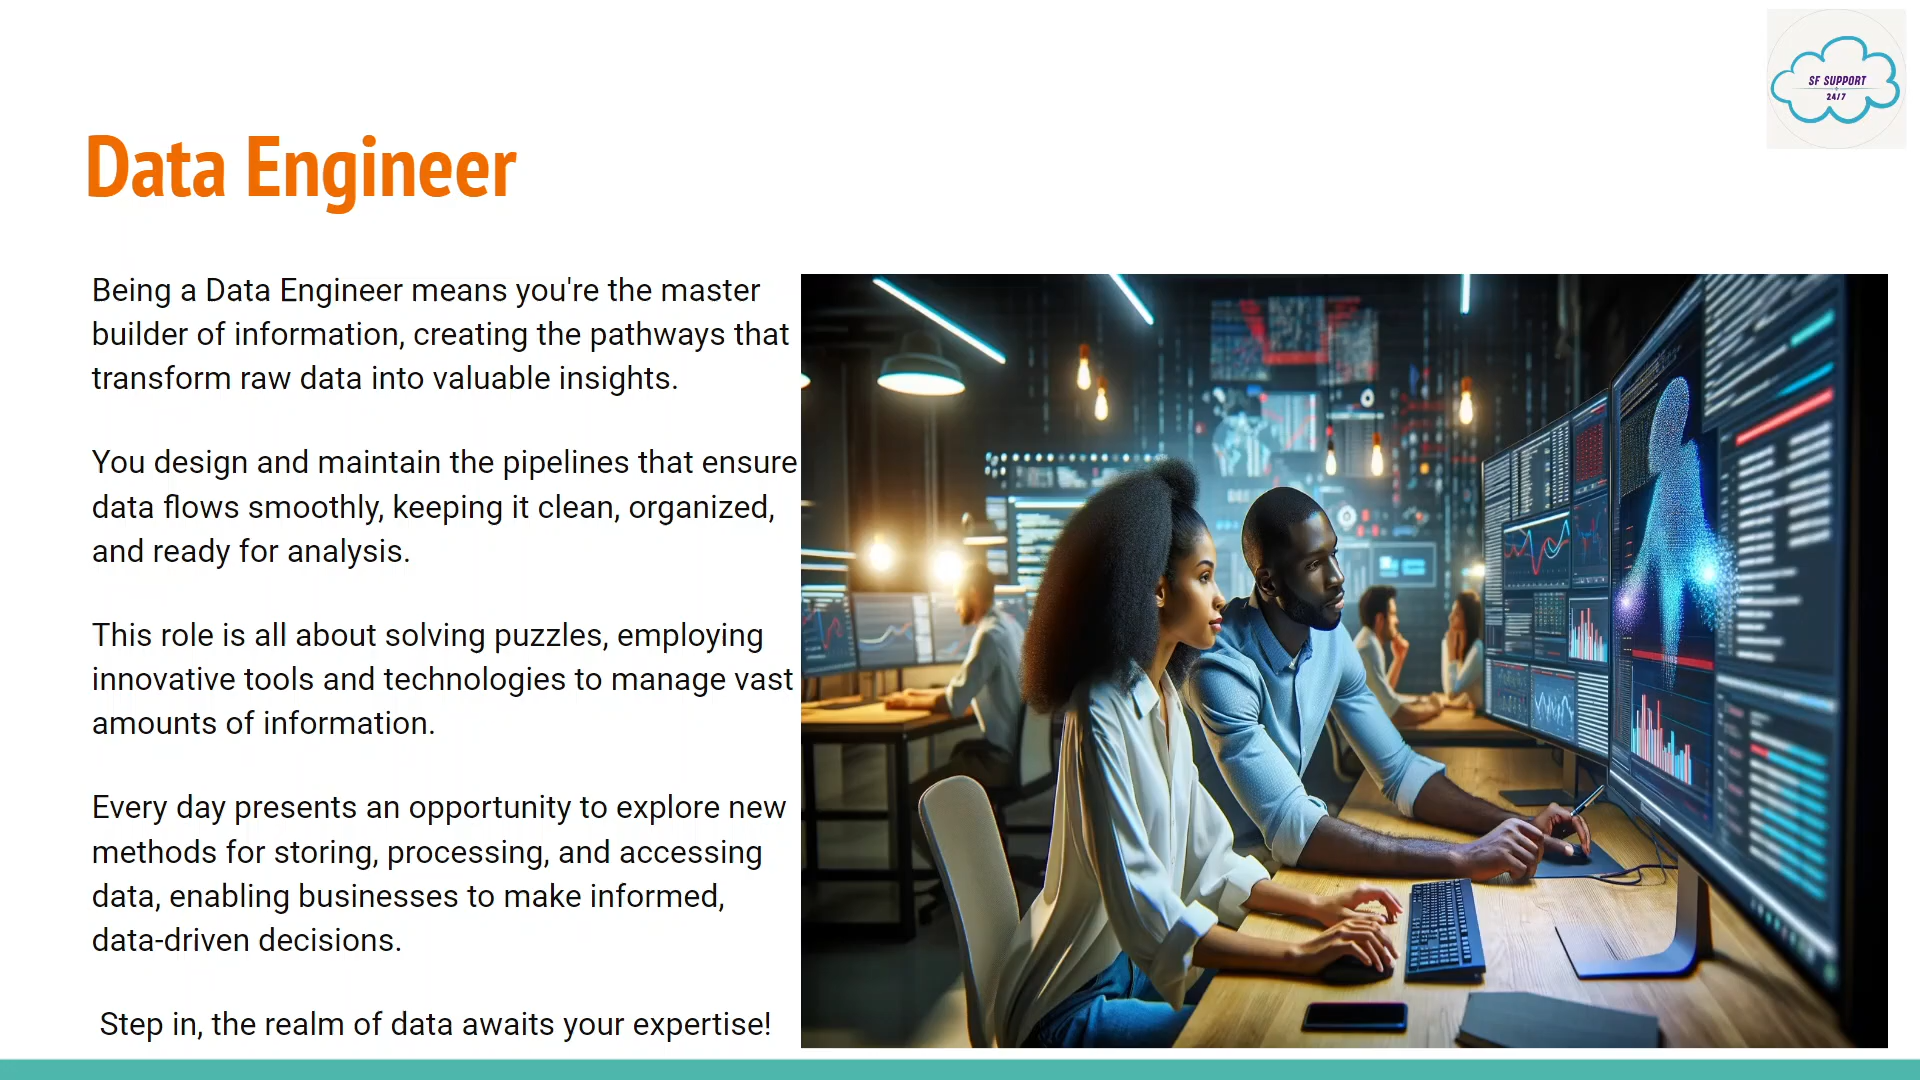 SF SUPPORT
24/7
Data Engineer
Being a Data Engineer means you're the master
builder of information, creating the pathways that
transform raw data into valuable insights.
You design and maintain the pipelines that ensure
data flows smoothly, keeping it clean, organized,
and ready for analysis.
This role is all about solving puzzles, employing
innovative tools and technologies to manage vast
amounts of information.
Every day presents an opportunity to explore new
methods for storing, processing, and accessing
data, enabling businesses to make informed,
data-driven decisions.
Step in, the realm of data awaits your expertise!